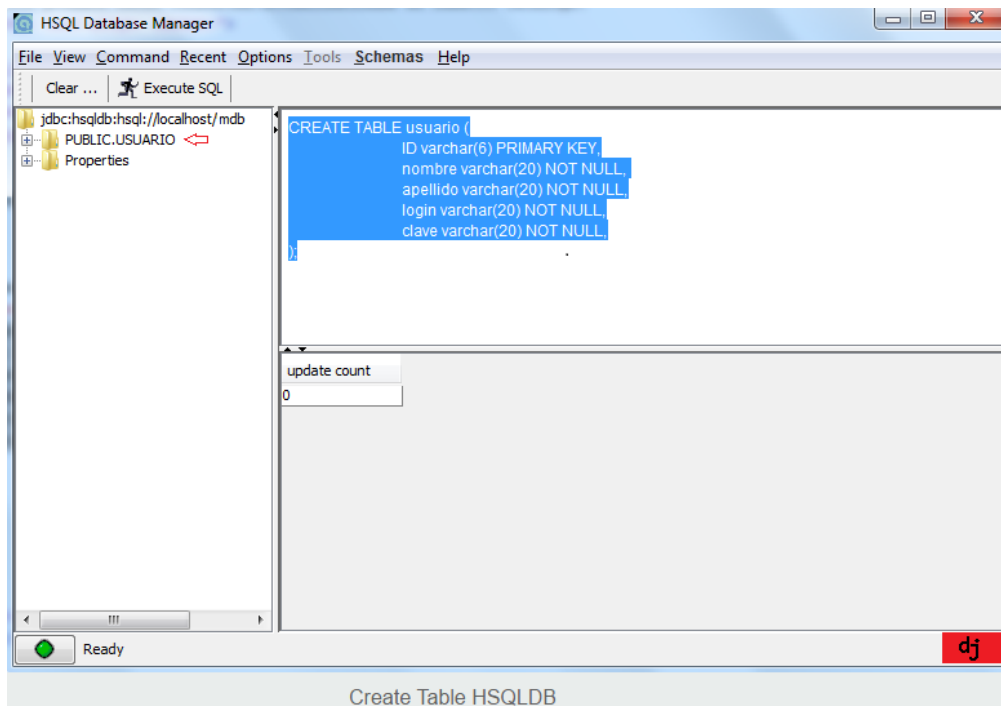 HSQL Database Manager
File View Command Recent Options Tools Schemas Help
Clear ... Execute SQL
jdbc:hsqldb:hsql://localhost/mdb
PUBLIC.USUARIO
Properties
CREATE TABLE usuario (
ID varchar(6) PRIMARY KEY,
nombre varchar(20) NOT NULL,
apellido varchar(20) NOT NULL,
login varchar(20) NOT NULL,
clave varchar(20) NOT NULL,
);
update count
0
Ready
dj
Create Table HSQLDB